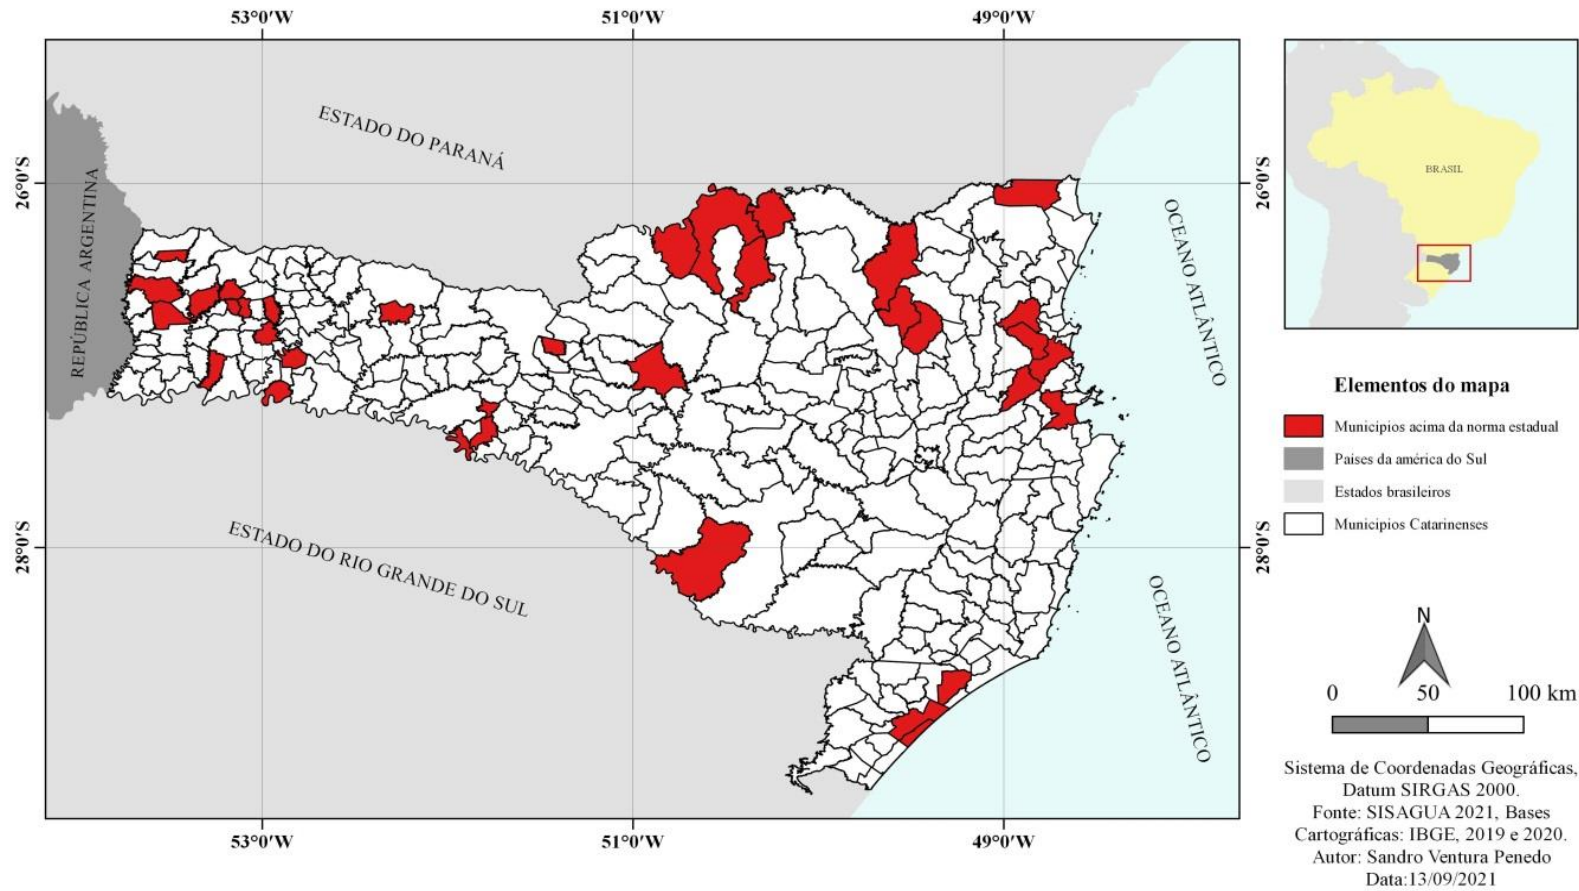 53°0'W 51°0'W 49°0'W
ESTADO DO PARANÁ
26°0'S
26°0'S
REPÚBLICA ARGENTINA
OCEANO ATLÂNTICO
BRASIL
Elementos do mapa
Municipios acima da norma estadual
Países da américa do Sul
Estados brasileiros
Municipios Catarinenses
ESTADO DO RIO GRANDE DO SUL
28°0'S
28°0'S
OCEANO ATLÂNTICO
N
0 50 100 km
53°0'W 51°0'W 49°0'W
Sistema de Coordenadas Geográficas,
Datum SIRGAS 2000.
Fonte: SISAGUA 2021, Bases
Cartográficas: IBGE, 2019 e 2020.
Autor: Sandro Ventura Penedo
Data:13/09/2021